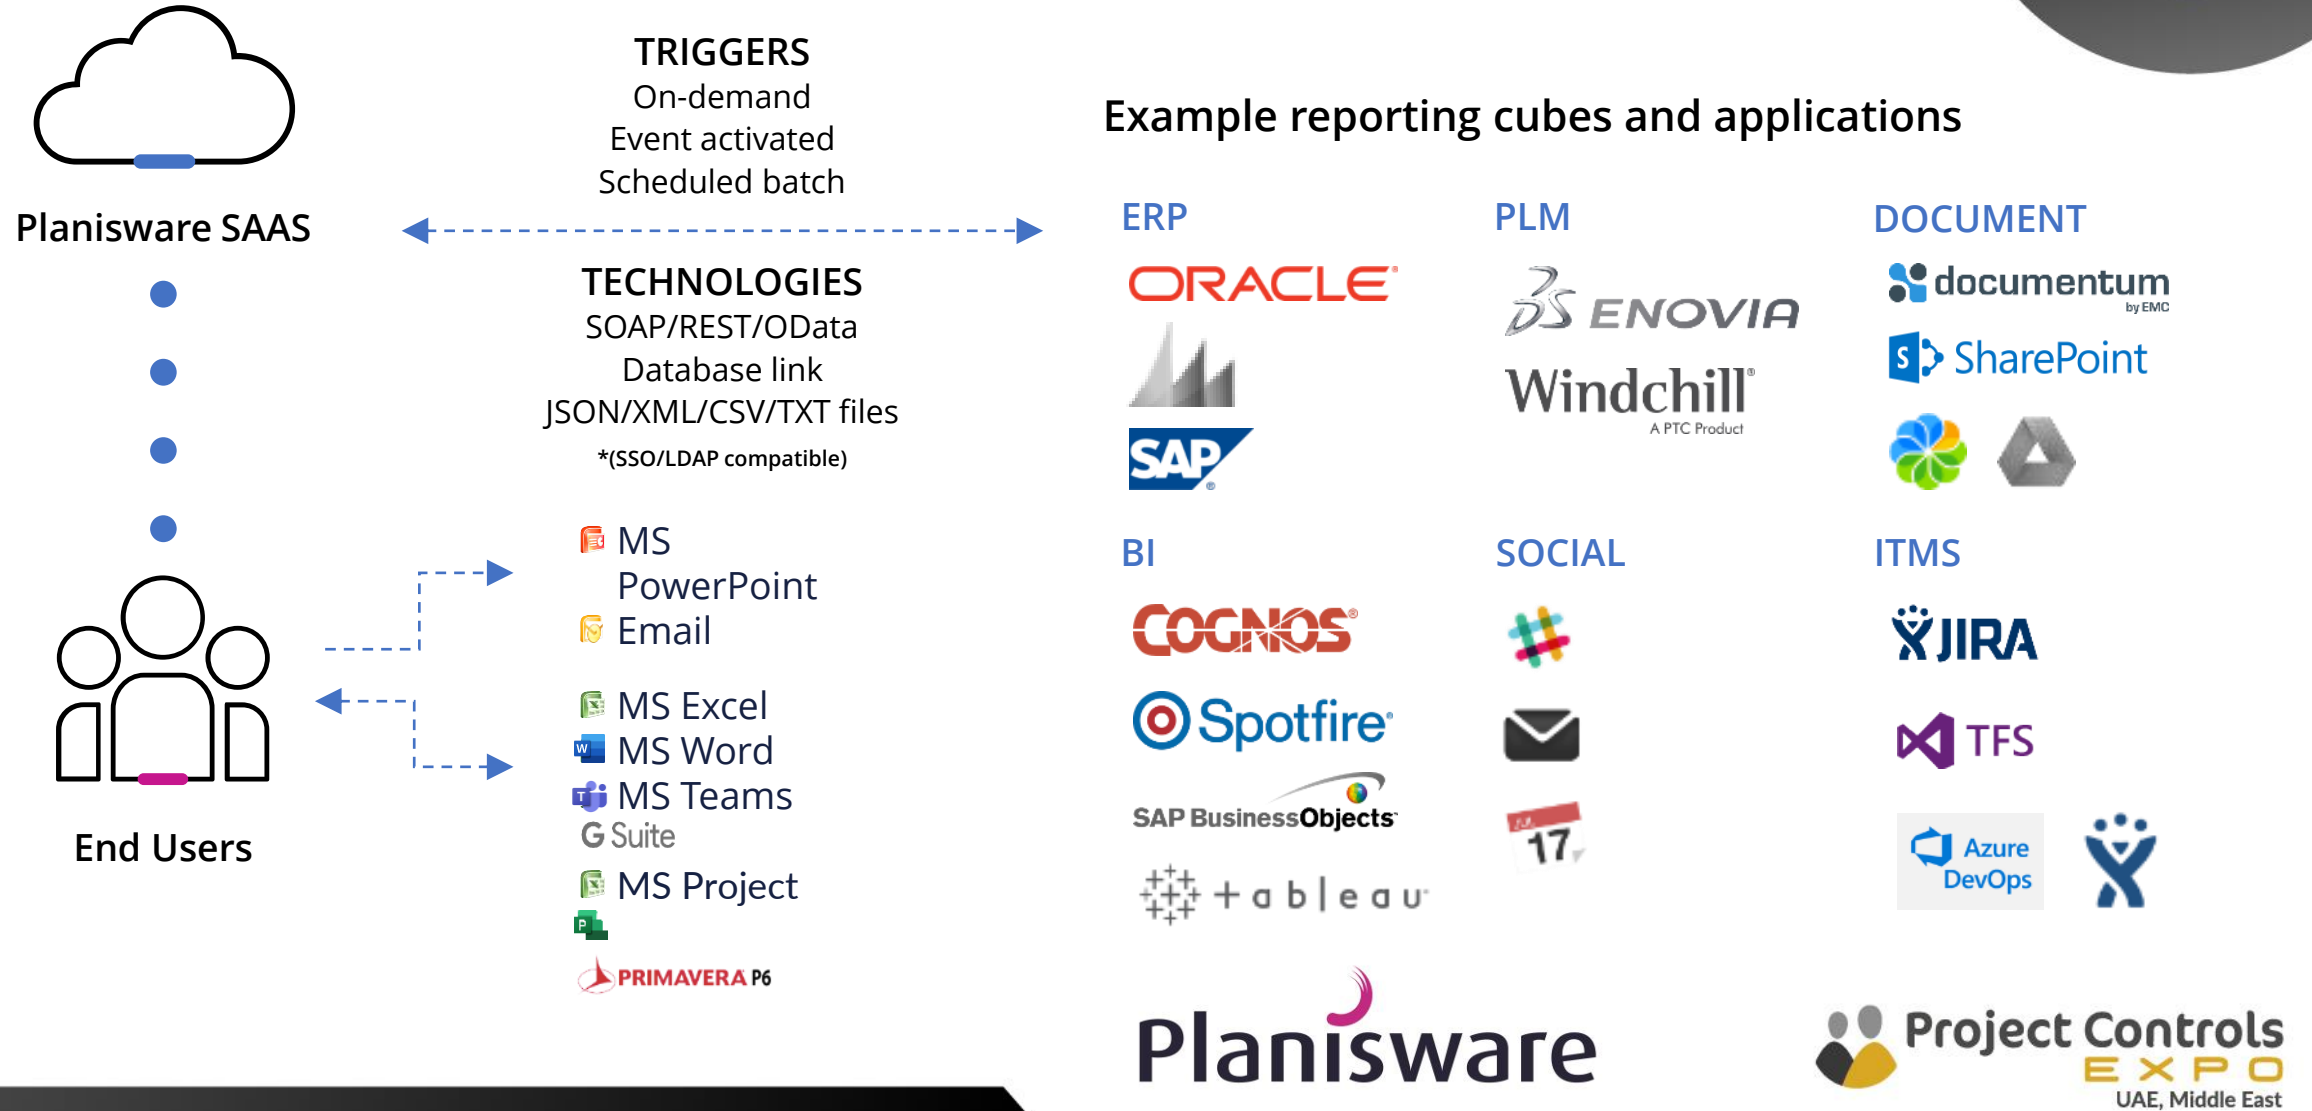 Planisware SAAS
End Users
TRIGGERS
On-demand
Event activated
Scheduled batch
TECHNOLOGIES
SOAP/REST/OData
Database link
JSON/XML/CSV/TXT files
*(SSO/LDAP compatible)
MS
PowerPoint
Email
MS Excel
MS Word
MS Teams
G Suite
MS Project
PRIMAVERA P6
Example reporting cubes and applications
ERP
ORACLE®
SAP®
PLM
ENOVIA
Windchill®
A PTC Product
DOCUMENT
documentum
by EMC
SharePoint
BI
COGNOS®
Spotfire®
SAP BusinessObjects
+ableau
SOCIAL
17
ITMS
JIRA
TFS
Azure
DevOps
Planisware
Project Controls
EXPO
UAE, Middle East